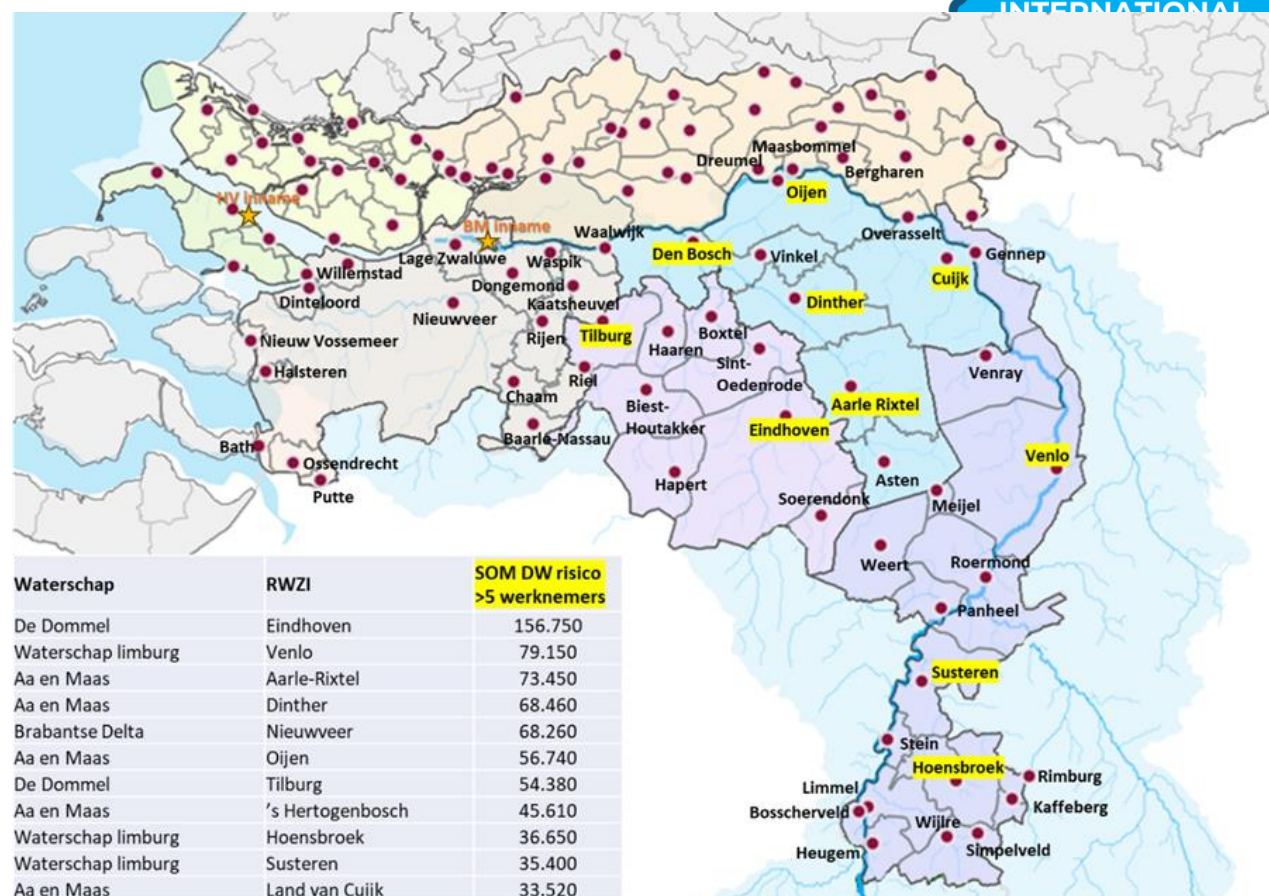 INTERNATIONAL
Maasbommel
Dreumel
Bergharen
Oijen
HV inname
BM inname
Waalwijk
Overasselt
Den Bosch
Vinkel
Gennep
Cuijk
Lage Zwaluwe
Waspik
Willemstad
Dongemond
Dinteloord
Kaatsheuvel
Dinther
Nieuwveer
Rijen
Tilburg
Boxtel
Haaren
Nieuw Vossemeer
Sint-
Oedenrode
Halsteren
Riel
Venray
Chaam
Biest-
Houtakker
Aarle Rixtel
Eindhoven
Baarle-Nassau
Bath
Ossendrecht
Venlo
Putte
Hapert
Asten
Soerendonk
Meijel
Weert
Roermond
Panheel
Susteren
Stein
Hoensbroek
Rimburg
Limmel
Kaffeberg
Bosscherveld
Wijlre
Heugem
Simpelveld
Waterschap RWZI SOM DW risico
>5 werknemers
De Dommel Eindhoven 156.750
Waterschap limburg Venlo 79.150
Aa en Maas Aarle-Rixtel 73.450
Aa en Maas Dinther 68.460
Brabantse Delta Nieuwveer 68.260
Aa en Maas Oijen 56.740
De Dommel Tilburg 54.380
Aa en Maas 's Hertogenbosch 45.610
Waterschap limburg Hoensbroek 36.650
Waterschap limburg Susteren 35.400
Aa en Maas Land van Cuijk 33.520